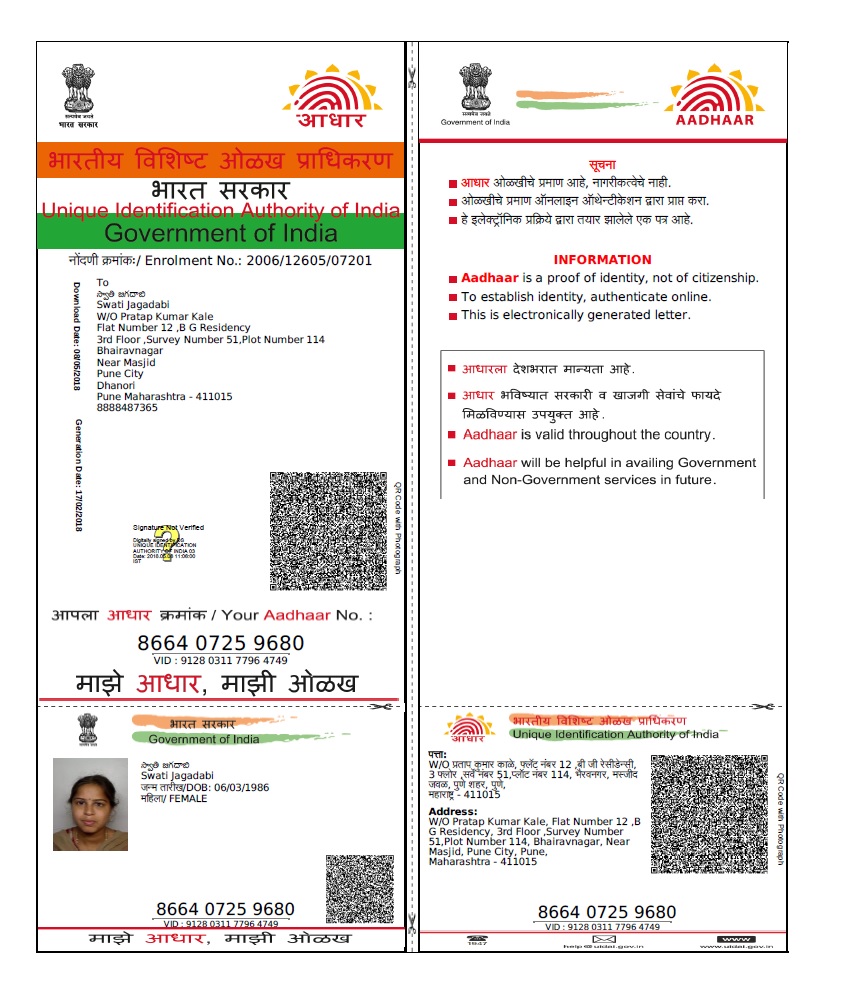 सत्यमेव जयते
भारत सरकार
आधार
भारतीय विशिष्ट ओळख प्राधिकरण
भारत सरकार
Unique Identification Authority of India
Government of India
नोंदणी क्रमांकः/ Enrolment No.: 2006/12605/07201
Download Date: 08/05/2018
Generation Date: 17/02/2018
To
స్వాతి జగదాబి
Swati Jagadabi
W/O Pratap Kumar Kale
Flat Number 12 ,B G Residency
3rd Floor ,Survey Number 51,Plot Number 114
Bhairavnagar
Near Masjid
Pune City
Dhanori
Pune Maharashtra - 411015
8888487365
QR Code with Photograph
Signature Not Verified
Digitally signed by DS
UNIQUE IDENTIFICATION
AUTHORITY OF INDIA 03
IST
आपला आधार क्रमांक / Your Aadhaar No. :
8664 0725 9680
VID : 9128 0311 7796 4749
माझे आधार, माझी ओळख
भारत सरकार
Government of India
స్వాతి జగదాబి
Swati Jagadabi
जन्म तारीख/DOB: 06/03/1986
महिला/ FEMALE
8664 0725 9680
VID : 9128 0311 7796 4749
माझे आधार, माझी ओळख
सत्यमेव जयते
Government of India
AADHAAR
सूचना
आधार ओळखीचे प्रमाण आहे, नागरीकत्वेचे नाही.
ओळखीचे प्रमाण ऑनलाइन ऑथेन्टीकेशन द्वारा प्राप्त करा.
हे इलेक्ट्रॉनिक प्रक्रिये द्वारा तयार झालेले एक पत्र आहे.
INFORMATION
Aadhaar is a proof of identity, not of citizenship.
To establish identity, authenticate online.
This is electronically generated letter.
आधारला देशभरात मान्यता आहे.
आधार भविष्यात सरकारी व खाजगी सेवांचे फायदे
मिळविण्यास उपयुक्त आहे.
Aadhaar is valid throughout the country.
Aadhaar will be helpful in availing Government
and Non-Government services in future.
आधार
भारतीय विशिष्ट ओळख प्राधिकरण
Unique Identification Authority of India
पत्ता:
W/O प्रताप कुमार काळे, फ्लॅट नंबर 12 ,बी जी रेसीडेन्सी,
3 फ्लोर ,सर्वे नंबर 51,प्लॉट नंबर 114, भैरवनगर, मस्जीद
जवळ, पुणे शहर, पुणे,
महाराष्ट्र - 411015
Address:
W/O Pratap Kumar Kale, Flat Number 12 ,B
G Residency, 3rd Floor ,Survey Number
51,Plot Number 114, Bhairavnagar, Near
Masjid, Pune City, Pune,
Maharashtra - 411015
QR Code with Photograph
8664 0725 9680
VID : 9128 0311 7796 4749
1947
help@uidai.gov.in
www
www.uidai.gov.in